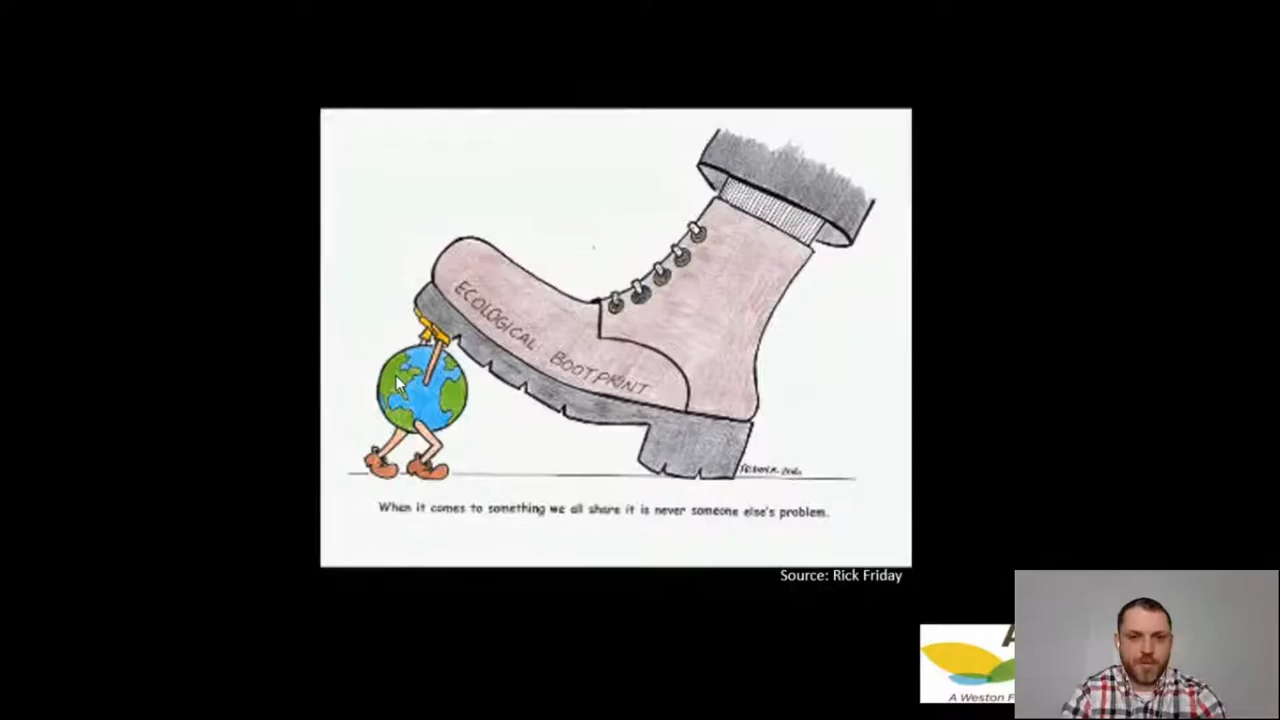 ECOLOGICAL BOOTPRINT
When it comes to something we all share it is never someone else's problem.
Source: Rick Friday
A Weston F